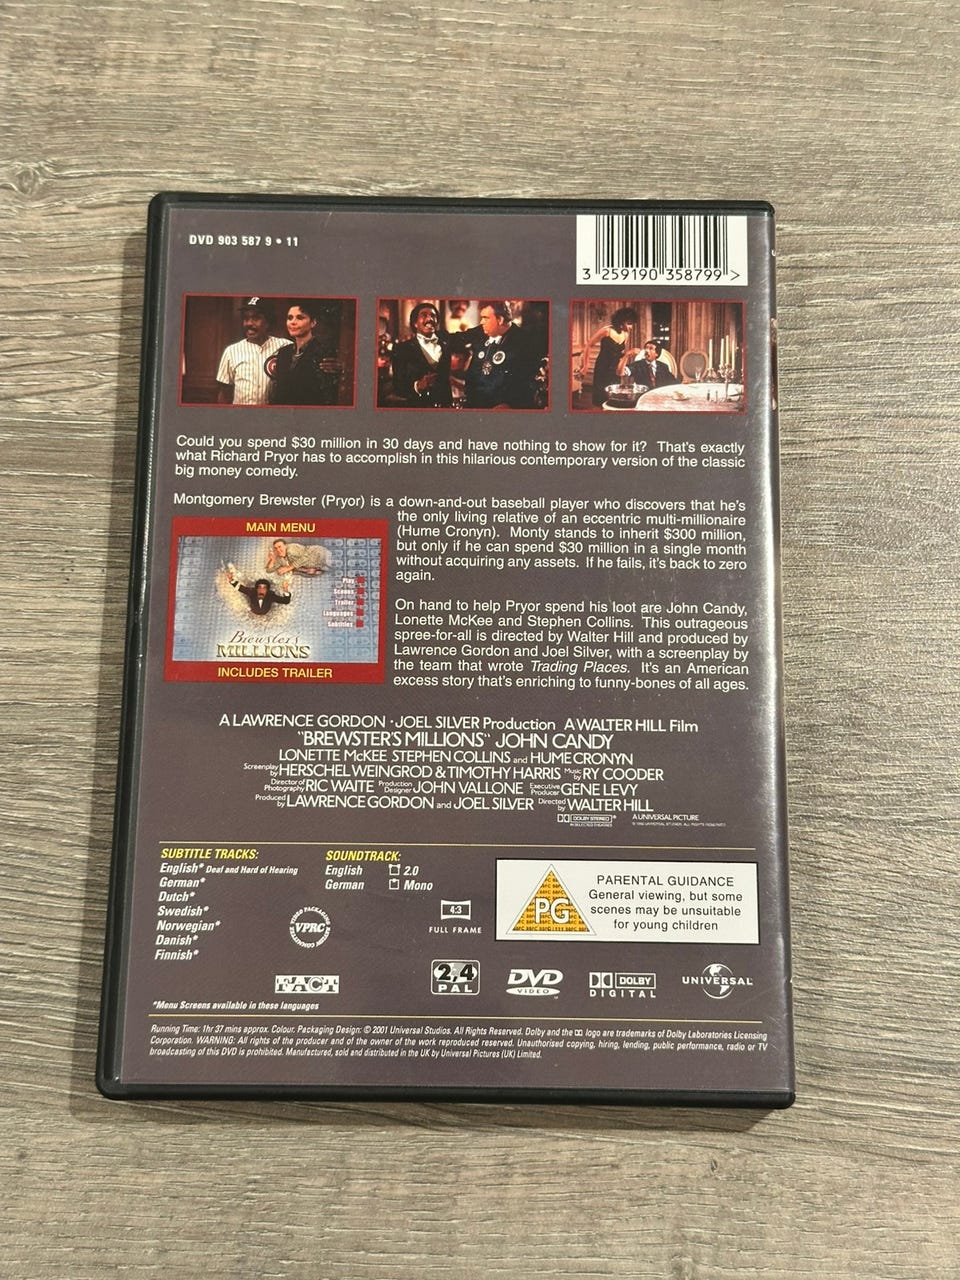 DVD 903 587 9 • 11
3 259190 358799 >
Could you spend $30 million in 30 days and have nothing to show for it? That's exactly
what Richard Pryor has to accomplish in this hilarious contemporary version of the classic
big money comedy.
Montgomery Brewster (Pryor) is a down-and-out baseball player who discovers that he's
the only living relative of an eccentric multi-millionaire
(Hume Cronyn). Monty stands to inherit $300 million,
but only if he can spend $30 million in a single month
without acquiring any assets. If he fails, it's back to zero
again.
MAIN MENU
Play
Scenes
Trailer
Languages
Subtitles
Brewster's
MILLIONS
INCLUDES TRAILER
On hand to help Pryor spend his loot are John Candy,
Lonette McKee and Stephen Collins. This outrageous
spree-for-all is directed by Walter Hill and produced by
Lawrence Gordon and Joel Silver, with a screenplay by
the team that wrote Trading Places. It's an American
excess story that's enriching to funny-bones of all ages.
A LAWRENCE GORDON · JOEL SILVER Production A WALTER HILL Film
"BREWSTER'S MILLIONS" JOHN CANDY
LONETTE McKEE STEPHEN COLLINS and HUME CRONYN
Screenplay by HERSCHEL WEINGROD & TIMOTHY HARRIS Music by RY COODER
Director of Photography RIC WAITE Production Designer JOHN VALLONE Executive Producer GENE LEVY
Produced by LAWRENCE GORDON and JOEL SILVER Directed by WALTER HILL
DOLBY STEREO * A UNIVERSAL PICTURE
IN SELECTED THEATRES
SUBTITLE TRACKS:
English* Deaf and Hard of Hearing
German*
Dutch*
Swedish*
Norwegian*
Danish*
Finnish*
SOUNDTRACK:
English 2.0
German Mono
VPRC
4:3
FULL FRAME
PG
PARENTAL GUIDANCE
General viewing, but some
scenes may be unsuitable
for young children
FACT
2,4
PAL
DVD
VIDEO
DOLBY
DIGITAL
UNIVERSAL
*Menu Screens available in these languages
Running Time: 1hr 37 mins approx. Colour. Packaging Design: © 2001 Universal Studios. All Rights Reserved. Dolby and the logo are trademarks of Dolby Laboratories Licensing
Corporation. WARNING: All rights of the producer and of the owner of the work reproduced reserved. Unauthorised copying, hiring, lending, public performance, radio or TV
broadcasting of this DVD is prohibited. Manufactured, sold and distributed in the UK by Universal Pictures (UK) Limited.